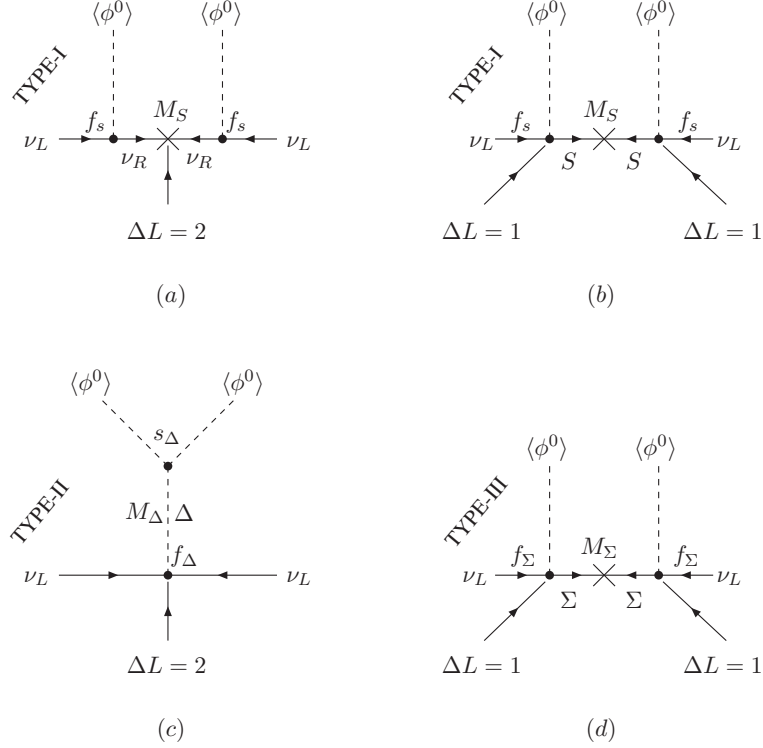 ⟨ϕ⁰⟩ ⟨ϕ⁰⟩
TYPE-I
M_S
f_s f_s
ν_L ν_R ν_R ν_L
ΔL = 2
(a)
⟨ϕ⁰⟩ ⟨ϕ⁰⟩
TYPE-I
M_S
f_s f_s
ν_L S S ν_L
ΔL = 1 ΔL = 1
(b)
⟨ϕ⁰⟩ ⟨ϕ⁰⟩
s_Δ
TYPE-II
M_Δ Δ
f_Δ
ν_L ν_L
ΔL = 2
(c)
⟨ϕ⁰⟩ ⟨ϕ⁰⟩
TYPE-III
M_Σ
f_Σ f_Σ
ν_L Σ Σ ν_L
ΔL = 1 ΔL = 1
(d)